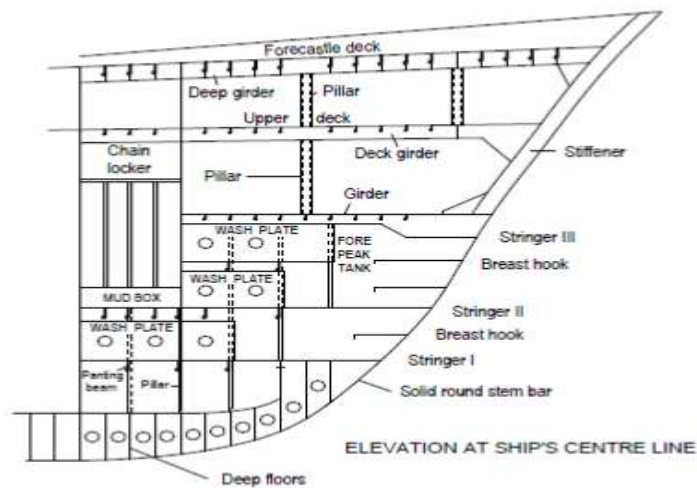 Forecastle deck
Deep girder
Pillar
Upper deck
Chain
locker
Deck girder
Stiffener
Pillar
Girder
WASH PLATE
FORE
PEAK
TANK
Stringer III
Breast hook
WASH PLATE
MUD BOX
Stringer II
WASH PLATE
Breast hook
Stringer I
Panting
beam
Pillar
Solid round stem bar
ELEVATION AT SHIP'S CENTRE LINE
Deep floors